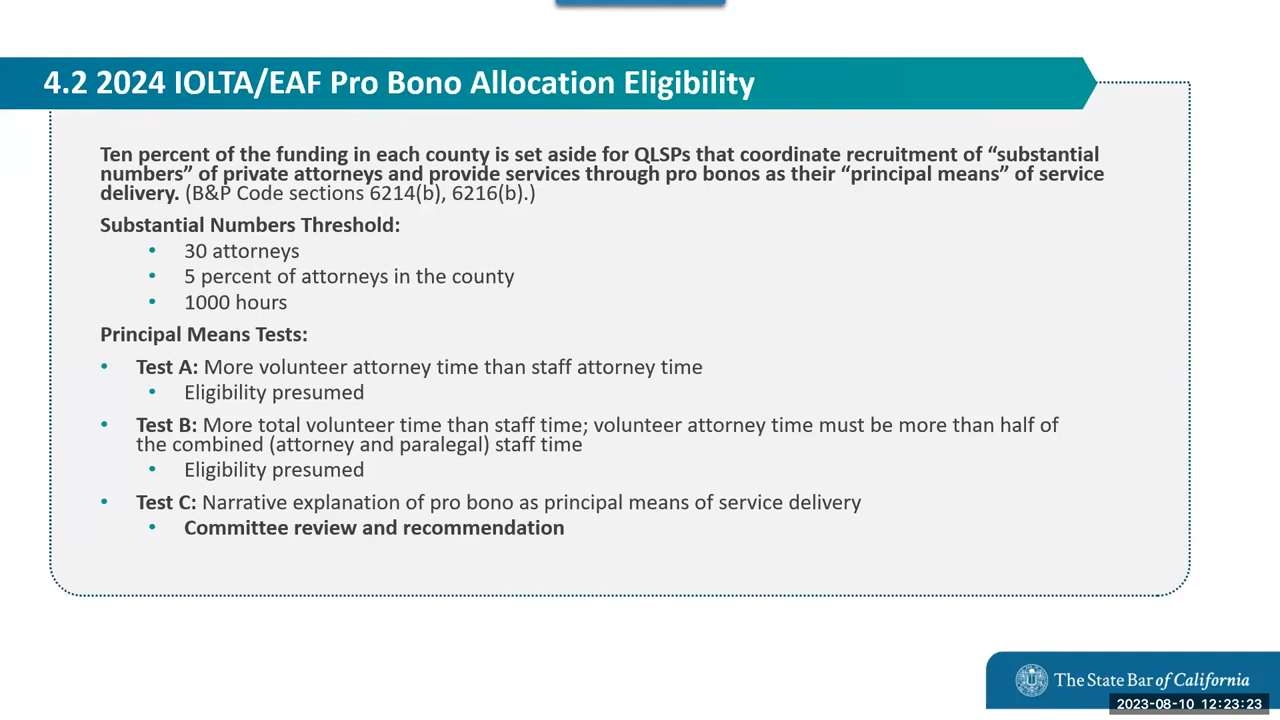 4.2 2024 IOLTA/EAF Pro Bono Allocation Eligibility
Ten percent of the funding in each county is set aside for QLSPs that coordinate recruitment of “substantial
numbers” of private attorneys and provide services through pro bonos as their “principal means” of service
delivery. (B&P Code sections 6214(b), 6216(b).)
Substantial Numbers Threshold:
• 30 attorneys
• 5 percent of attorneys in the county
• 1000 hours
Principal Means Tests:
• Test A: More volunteer attorney time than staff attorney time
• Eligibility presumed
• Test B: More total volunteer time than staff time; volunteer attorney time must be more than half of
the combined (attorney and paralegal) staff time
• Eligibility presumed
• Test C: Narrative explanation of pro bono as principal means of service delivery
• Committee review and recommendation
The State Bar of California
2023-08-10 12:23:23